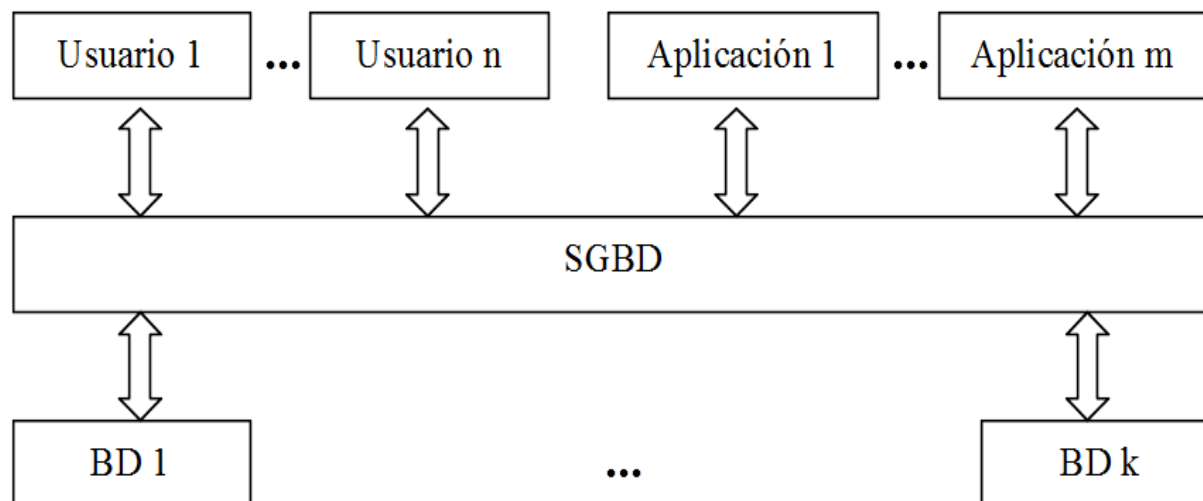 Usuario 1 ... Usuario n Aplicación 1 ... Aplicación m
SGBD
BD 1 ... BD k